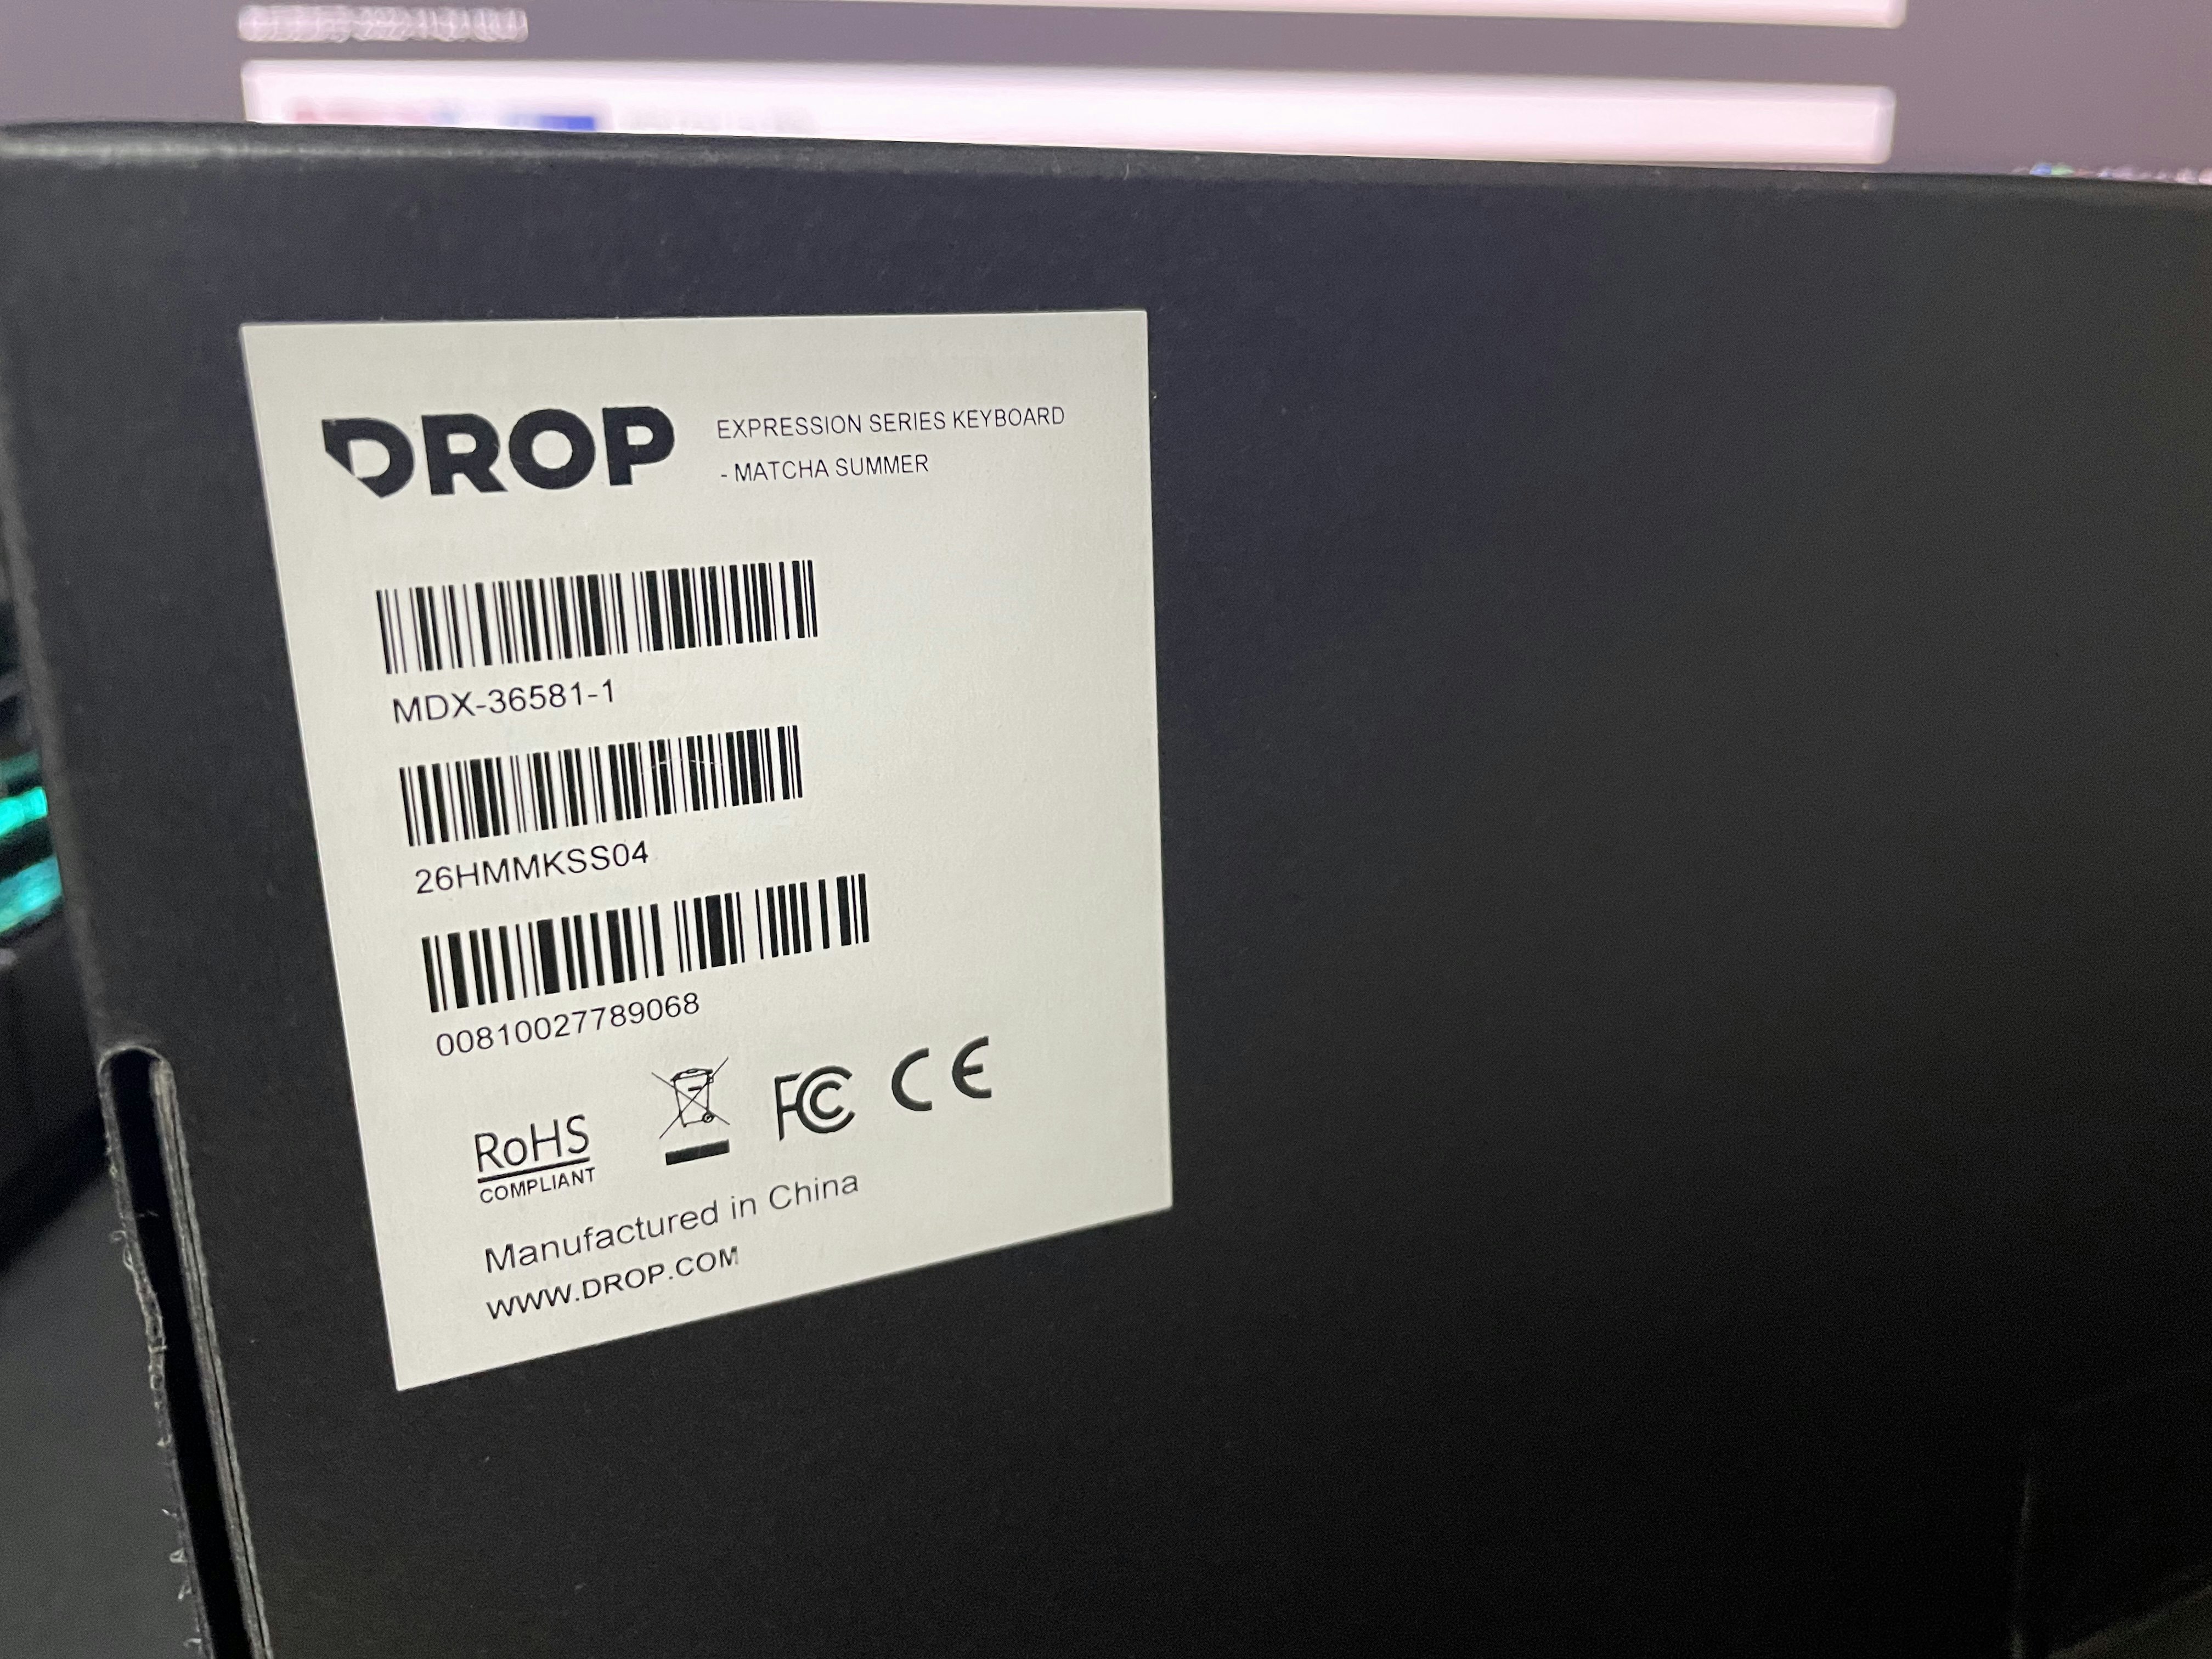 DROP
EXPRESSION SERIES KEYBOARD
- MATCHA SUMMER
MDX-36581-1
26HMMKSS04
00810027789068
RoHS
COMPLIANT
FC CE
Manufactured in China
WWW.DROP.COM